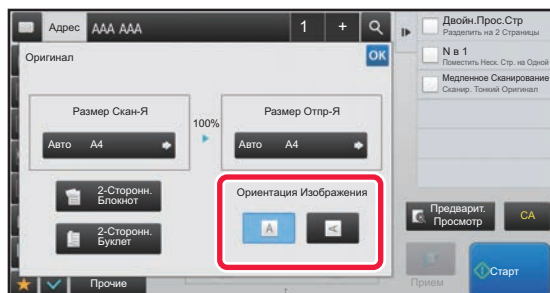 Адрес AAA AAA 1 +
Оригинал OK
Размер Скан-Я
100%
Размер Отпр-Я
Авто A4
Авто A4
2-Сторонн.
Блокнот
2-Сторонн.
Буклет
Ориентация Изображения
A
A
Прочие
Двойн.Прос.Стр
Разделить на 2 Страницы
N в 1
Поместить Неск. Стр. на Одной
Медленное Сканирование
Сканир. Тонкий Оригинал
Предварит.
Просмотр
CA
Прием
Старт